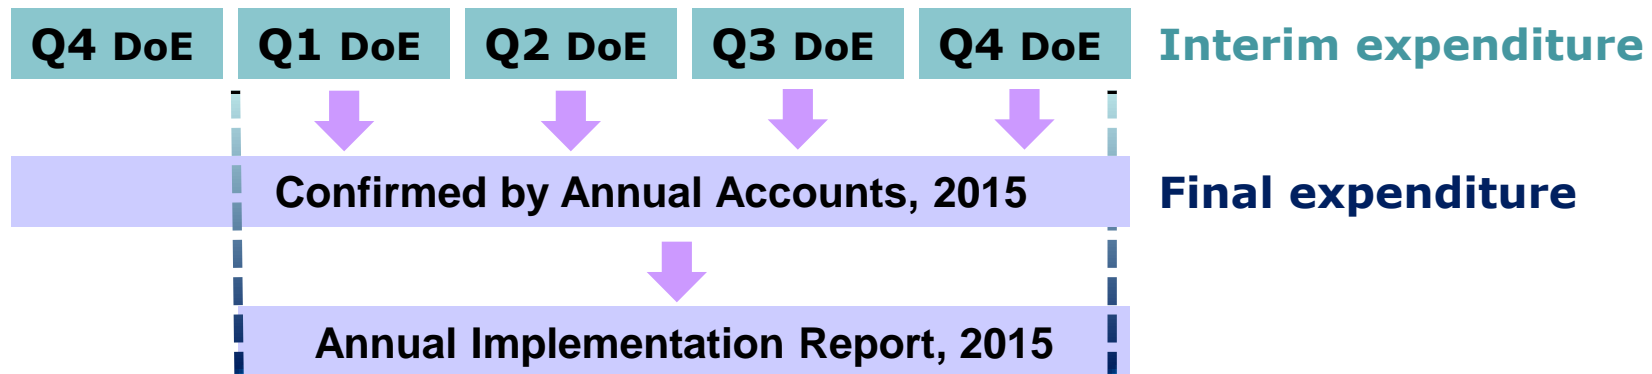 Q4 DoE Q1 DoE Q2 DoE Q3 DoE Q4 DoE Interim expenditure
Confirmed by Annual Accounts, 2015 Final expenditure
Annual Implementation Report, 2015